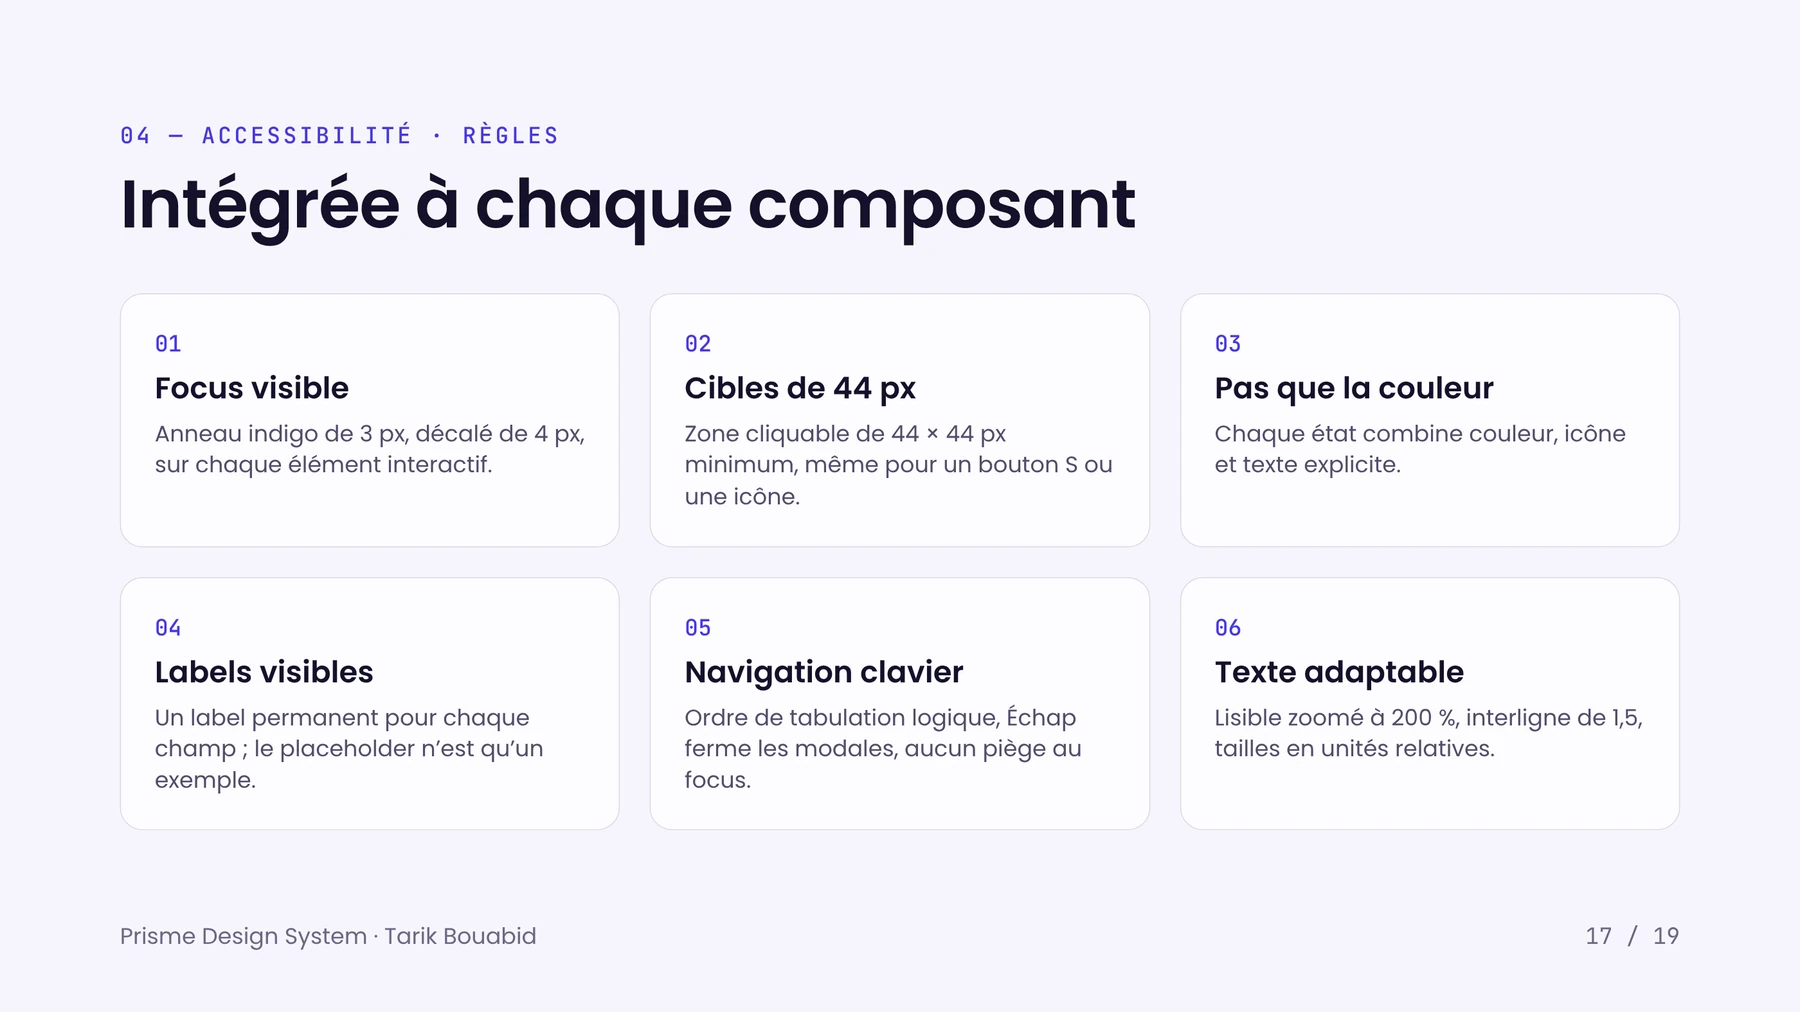 04 — ACCESSIBILITÉ · RÈGLES
Intégrée à chaque composant
01
Focus visible
Anneau indigo de 3 px, décalé de 4 px,
sur chaque élément interactif.
02
Cibles de 44 px
Zone cliquable de 44 × 44 px
minimum, même pour un bouton S ou
une icône.
03
Pas que la couleur
Chaque état combine couleur, icône
et texte explicite.
04
Labels visibles
Un label permanent pour chaque
champ ; le placeholder n’est qu’un
exemple.
05
Navigation clavier
Ordre de tabulation logique, Échap
ferme les modales, aucun piège au
focus.
06
Texte adaptable
Lisible zoomé à 200 %, interligne de 1,5,
tailles en unités relatives.
Prisme Design System · Tarik Bouabid
17 / 19